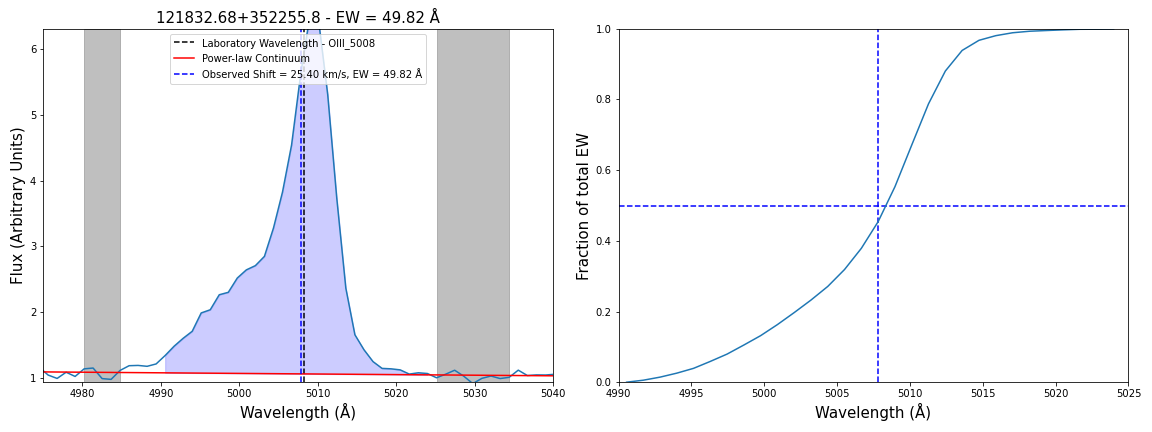 121832.68+352255.8 - EW = 49.82 Å
Laboratory Wavelength - OIII_5008
Power-law Continuum
Observed Shift = 25.40 km/s, EW = 49.82 Å
Flux (Arbitrary Units)
6
5
4
3
2
1
4980 4990 5000 5010 5020 5030 5040
Wavelength (Å)
Fraction of total EW
1.0
0.8
0.6
0.4
0.2
0.0
4990 4995 5000 5005 5010 5015 5020 5025
Wavelength (Å)